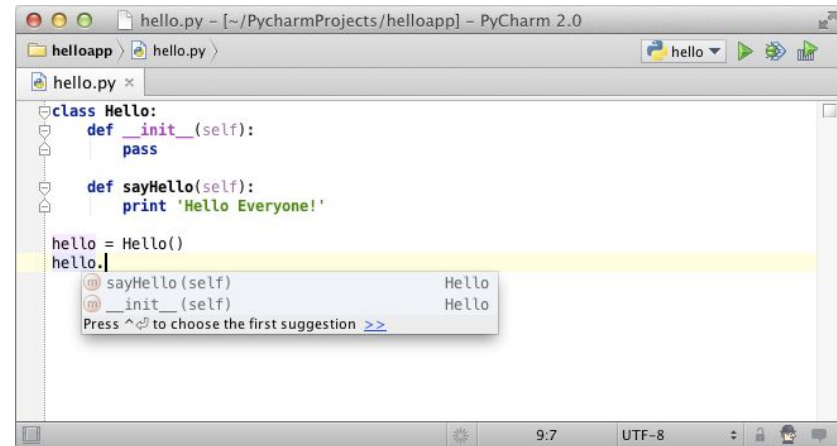 hello.py – [~/PycharmProjects/helloapp] – PyCharm 2.0
helloapp hello.py hello
hello.py ×
class Hello:
    def __init__(self):
        pass
    def sayHello(self):
        print 'Hello Everyone!'
hello = Hello()
hello.
m sayHello(self) Hello
m __init__(self) Hello
Press ^⏎ to choose the first suggestion >>
9:7 UTF-8